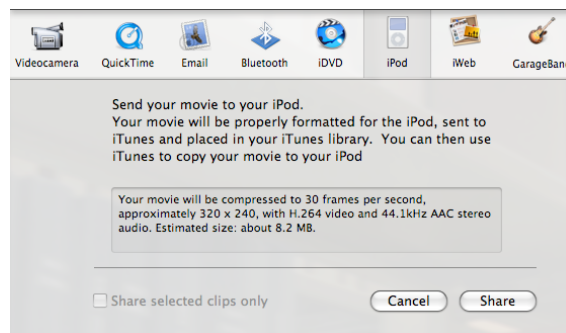 Videocamera QuickTime Email Bluetooth iDVD iPod iWeb GarageBan
Send your movie to your iPod.
Your movie will be properly formatted for the iPod, sent to
iTunes and placed in your iTunes library. You can then use
iTunes to copy your movie to your iPod
Your movie will be compressed to 30 frames per second,
approximately 320 x 240, with H.264 video and 44.1kHz AAC stereo
audio. Estimated size: about 8.2 MB.
Share selected clips only Cancel Share